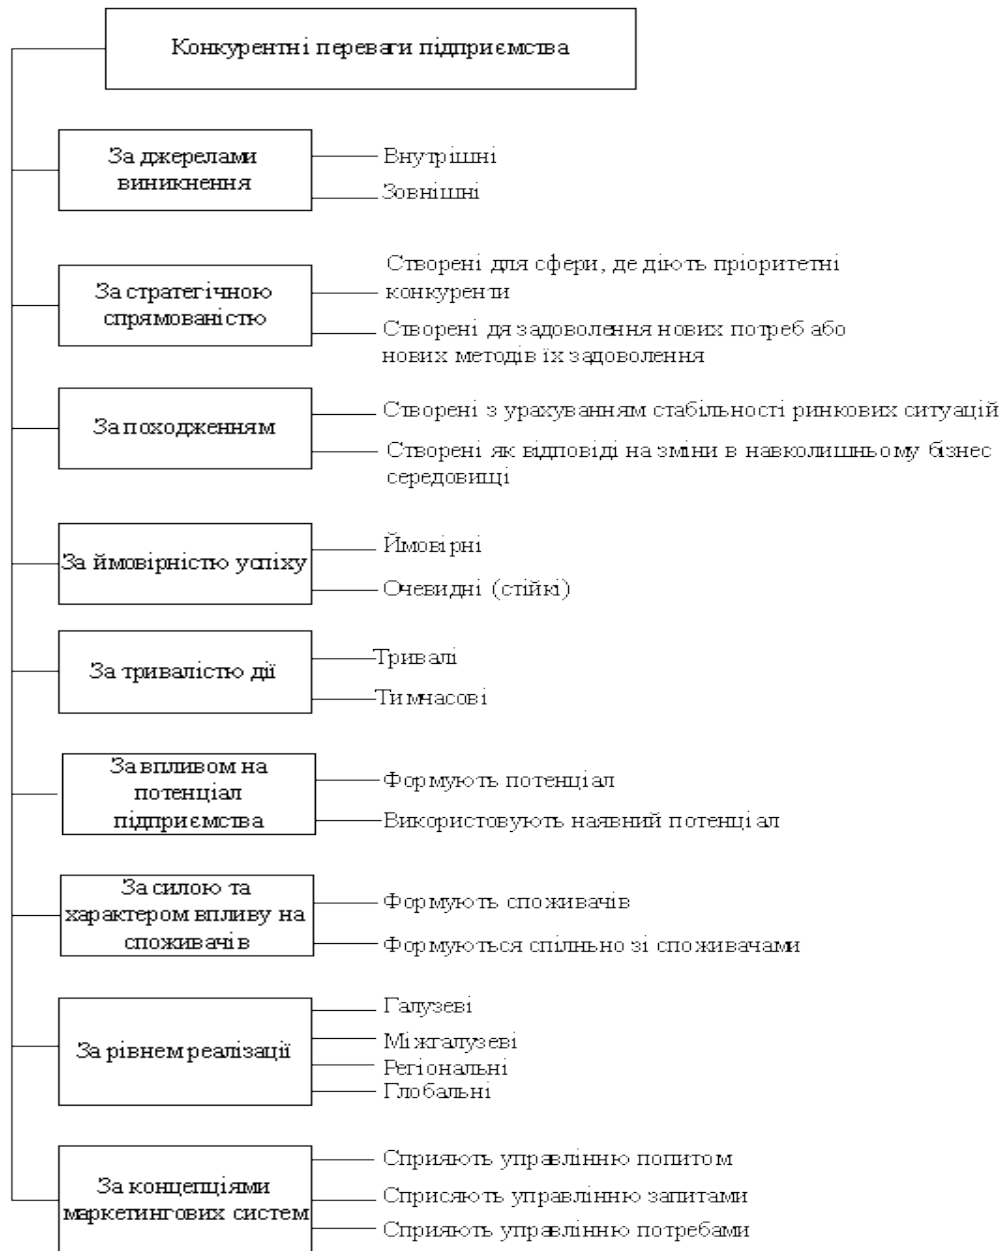 Конкурентні переваги підприємства
За джерелами
виникнення
Внутрішні
Зовнішні
За стратегічною
спрямованістю
Створені для сфери, де діють пріоритетні
конкуренти
Створені дя задоволення нових потреб або
нових методів їх задоволення
За походженням
Створені з урахуванням стабільності ринкових ситуацій
Створені як відповіді на зміни в навколишньому бізнес
середовищі
За ймовірністю успіху
Ймовірні
Очевидні (стійкі)
За тривалістю дії
Тривалі
Тимчасові
За впливом на
потенціал
підприємства
Формують потенціал
Використовують наявний потенціал
За силою та
характером впливу на
споживачів
Формують споживачів
Формуються спілньно зі споживачами
За рівнем реалізації
Галузеві
Міжгалузеві
Регіональні
Глобальні
За концепціями
маркетингових систем
Сприяють управлінню попитом
Присяють управлінню запитами
Сприяють управлінню потребами